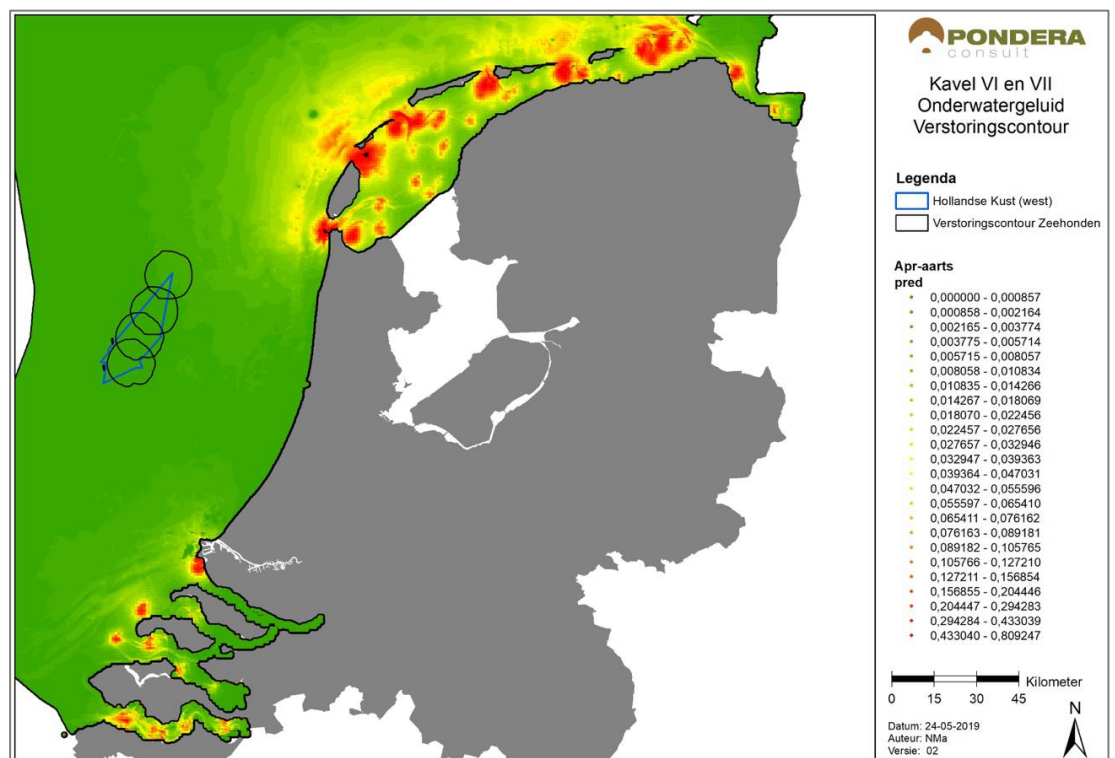 PONDERA
consult
Kavel VI en VII
Onderwatergeluid
Verstoringscontour
Legenda
Hollandse Kust (west)
Verstoringscontour Zeehonden
Apr-aarts
pred
0,000000 - 0,000857
0,000858 - 0,002164
0,002165 - 0,003774
0,003775 - 0,005714
0,005715 - 0,008057
0,008058 - 0,010834
0,010835 - 0,014266
0,014267 - 0,018069
0,018070 - 0,022456
0,022457 - 0,027656
0,027657 - 0,032946
0,032947 - 0,039363
0,039364 - 0,047031
0,047032 - 0,055596
0,055597 - 0,065410
0,065411 - 0,076162
0,076163 - 0,089181
0,089182 - 0,105765
0,105766 - 0,127210
0,127211 - 0,156854
0,156855 - 0,204446
0,204447 - 0,294283
0,294284 - 0,433039
0,433040 - 0,809247
Kilometer
0 15 30 45
N
Datum: 24-05-2019
Auteur: NMa
Versie: 02